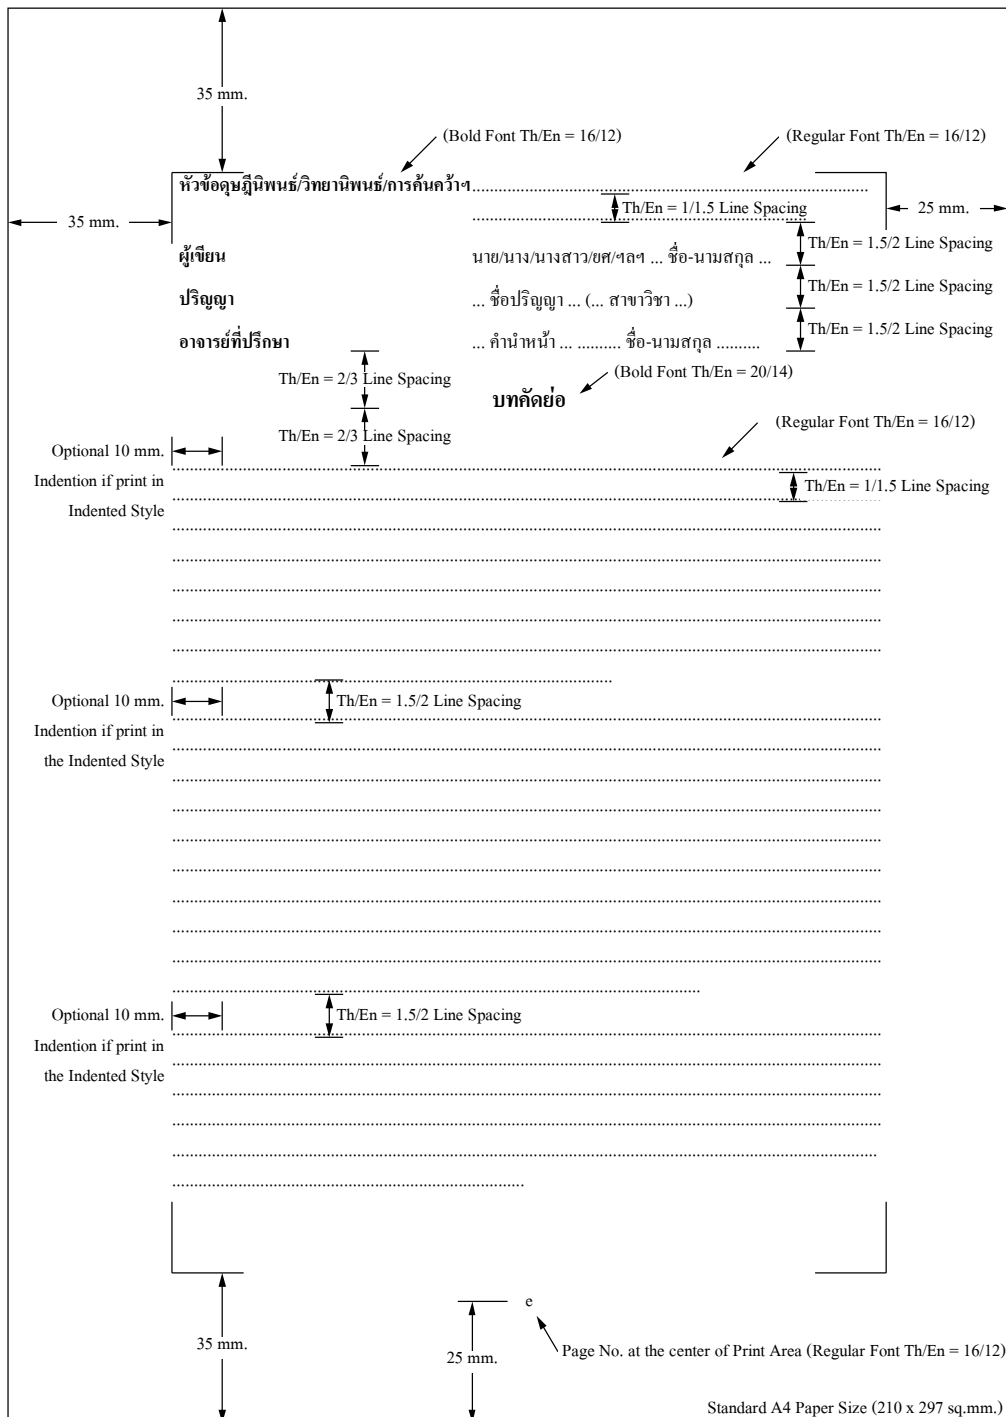 35 mm.
(Bold Font Th/En = 16/12)
(Regular Font Th/En = 16/12)
หัวข้อดุษฎีนิพนธ์/วิทยานิพนธ์/การค้นคว้าฯ....................................................................................
Th/En = 1/1.5 Line Spacing
35 mm.
25 mm.
Th/En = 1.5/2 Line Spacing
ผู้เขียน นาย/นาง/นางสาว/ยศ/ฯลฯ ... ชื่อ-นามสกุล ...
Th/En = 1.5/2 Line Spacing
ปริญญา ... ชื่อปริญญา ... (... สาขาวิชา ...)
Th/En = 1.5/2 Line Spacing
อาจารย์ที่ปรึกษา ... คำนำหน้า ... .......... ชื่อ-นามสกุล ..........
Th/En = 2/3 Line Spacing
(Bold Font Th/En = 20/14)
บทคัดย่อ
(Regular Font Th/En = 16/12)
Th/En = 2/3 Line Spacing
Optional 10 mm.
Indention if print in
Indented Style
Th/En = 1/1.5 Line Spacing
Optional 10 mm.
Indention if print in
the Indented Style
Th/En = 1.5/2 Line Spacing
Optional 10 mm.
Indention if print in
the Indented Style
Th/En = 1.5/2 Line Spacing
e
35 mm.
25 mm.
Page No. at the center of Print Area (Regular Font Th/En = 16/12)
Standard A4 Paper Size (210 x 297 sq.mm.)